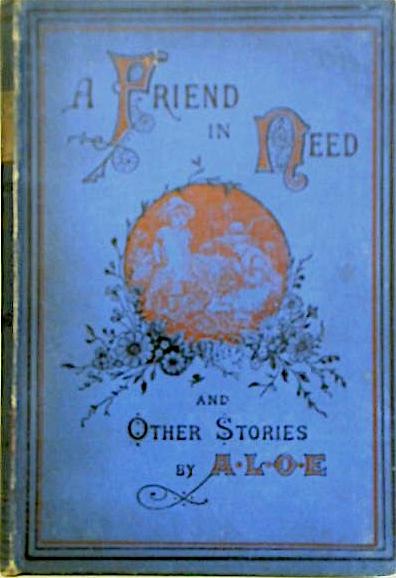 A FRIEND
IN NEED
AND
OTHER STORIES
BY A·L·O·E